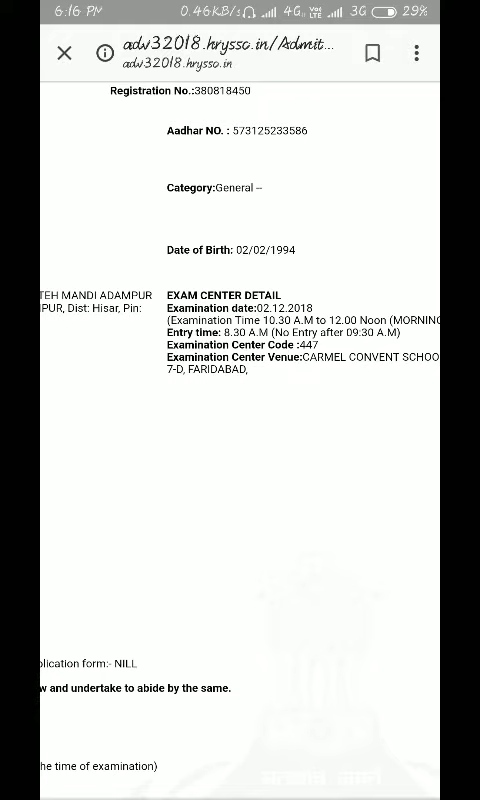 6:16 PM 0.46KB/s 4G VoLTE 3G 29%
adv32018.hryssc.in/Admit...
adv32018.hryssc.in
Registration No.:380818450
Aadhar NO. : 573125233586
Category:General --
Date of Birth: 02/02/1994
TEH MANDI ADAMPUR EXAM CENTER DETAIL
IPUR, Dist: Hisar, Pin: Examination date:02.12.2018
(Examination Time 10.30 A.M to 12.00 Noon (MORNING
Entry time: 8.30 A.M (No Entry after 09:30 A.M)
Examination Center Code :447
Examination Center Venue:CARMEL CONVENT SCHOO
7-D, FARIDABAD,
plication form:- NILL
w and undertake to abide by the same.
he time of examination)